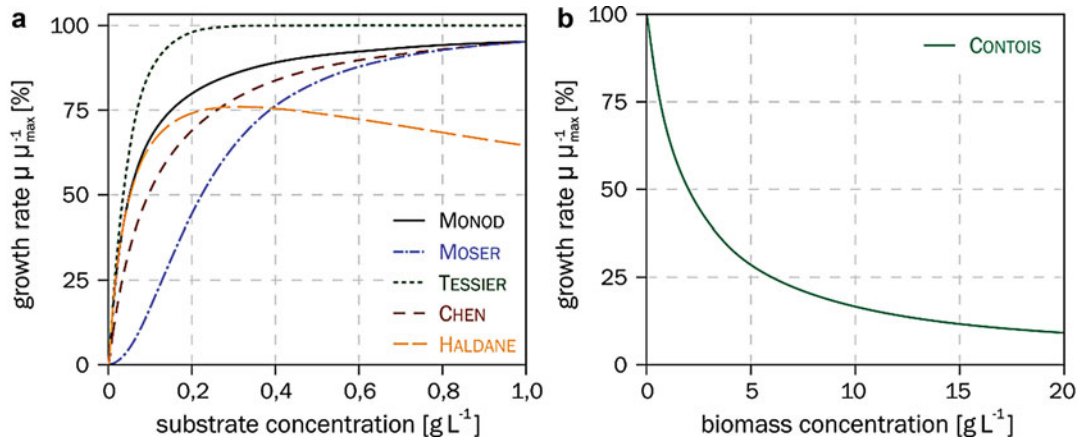 a
growth rate µ µ⁻¹max [%]
100
75
50
25
0
MONOD
MOSER
TESSIER
CHEN
HALDANE
0 0,2 0,4 0,6 0,8 1,0
substrate concentration [g L⁻¹]
b
growth rate µ µ⁻¹max [%]
100
75
50
25
0
CONTOIS
0 5 10 15 20
biomass concentration [g L⁻¹]